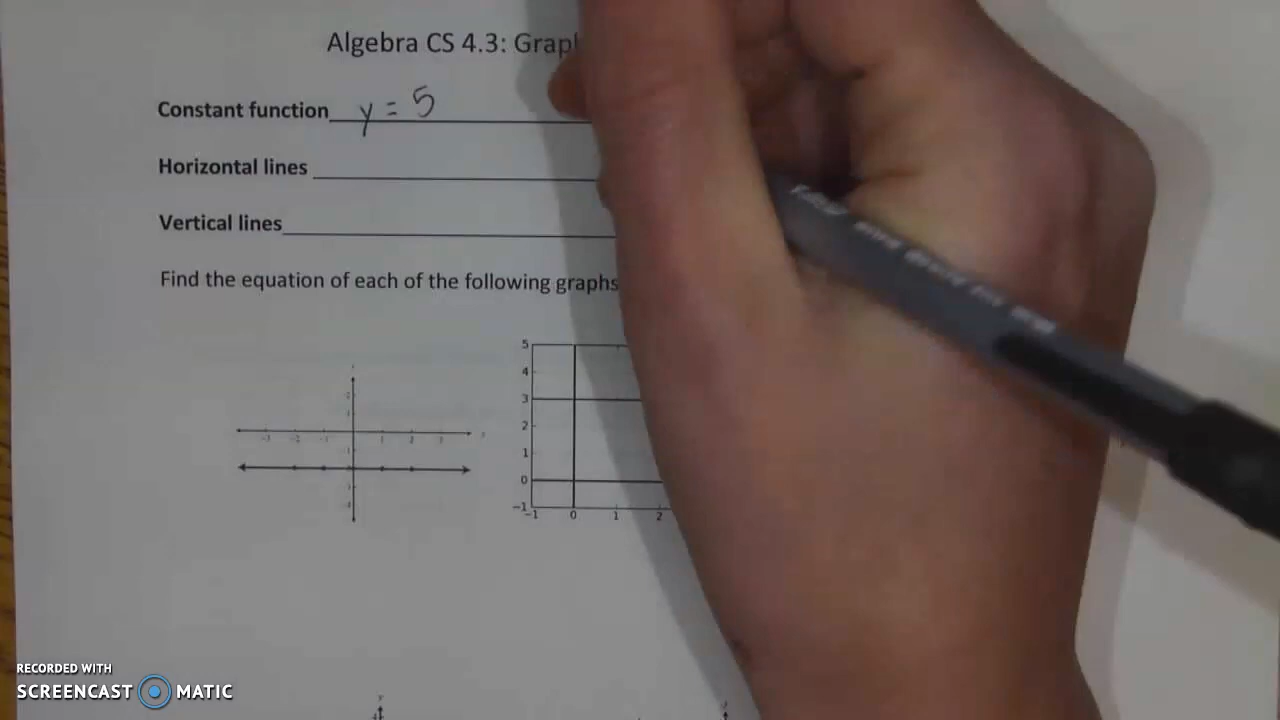 Algebra CS 4.3: Grap
Constant function y = 5
Horizontal lines
Vertical lines
Find the equation of each of the following graphs
5
4
3
2
1
0
-1
-1 0 1 2
RECORDED WITH
SCREENCAST MATIC